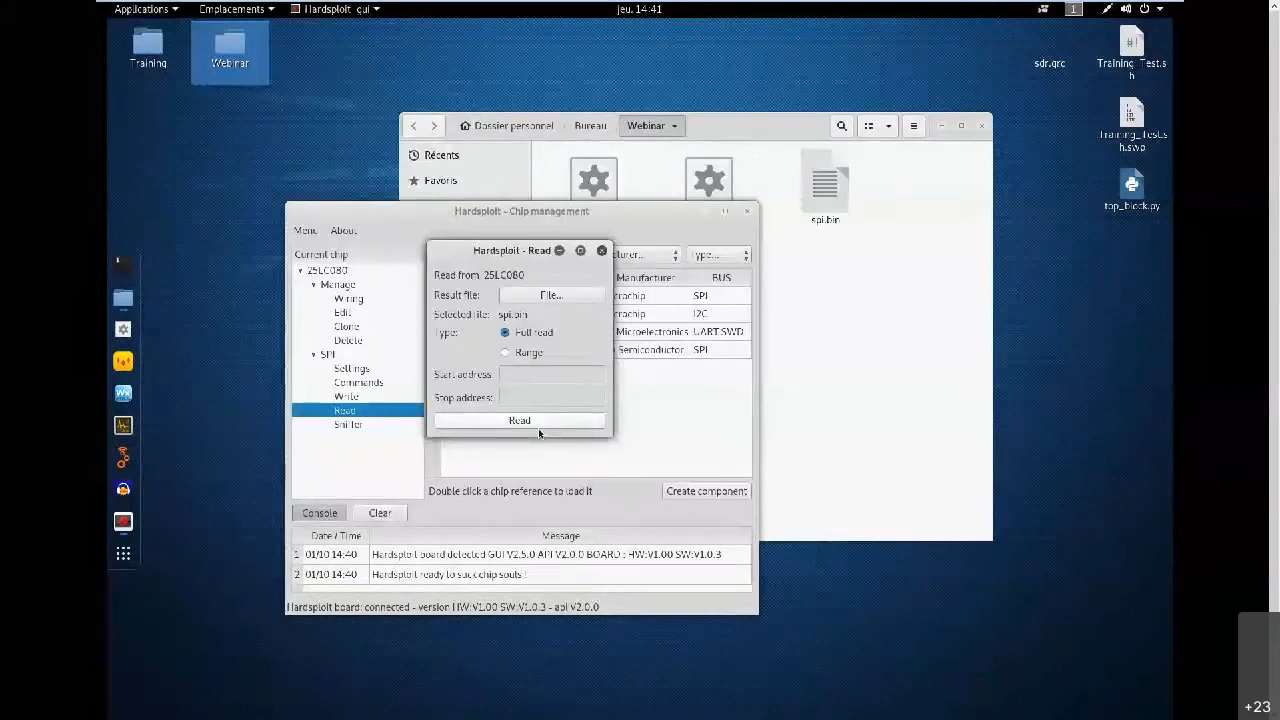 Applications Emplacements Hardsploit_gui jeu. 14:41 1
Training
Webinar
sdr.grc
Training_Test.s
h
Training_Test.s
h.swp
top_block.py
Dossier personnel Bureau Webinar
Récents
Favoris
spi.bin
Hardsploit - Chip management
Menu About
Current chip
25LC080
Manage
Wiring
Edit
Clone
Delete
SPI
Settings
Commands
Write
Read
Sniffer
Hardsploit - Read
Read from 25LC080
Result file: File...
Selected file: spi.bin
Type: Full read
Range
Start address
Stop address:
Read
Type...
Manufacturer BUS
SPI
I2C
Microelectronics UART SWD
Semiconductor SPI
Double click a chip reference to load it
Create component
Console Clear
Date / Time Message
1 01/10 14:40 Hardsploit board detected GUI V2.5.0 API V2.0.0 BOARD : HW:V1.00 SW:V1.0.3
2 01/10 14:40 Hardsploit ready to suck chip souls !
Hardsploit board: connected - version HW:V1.00 SW:V1.0.3 - api V2.0.0
+23